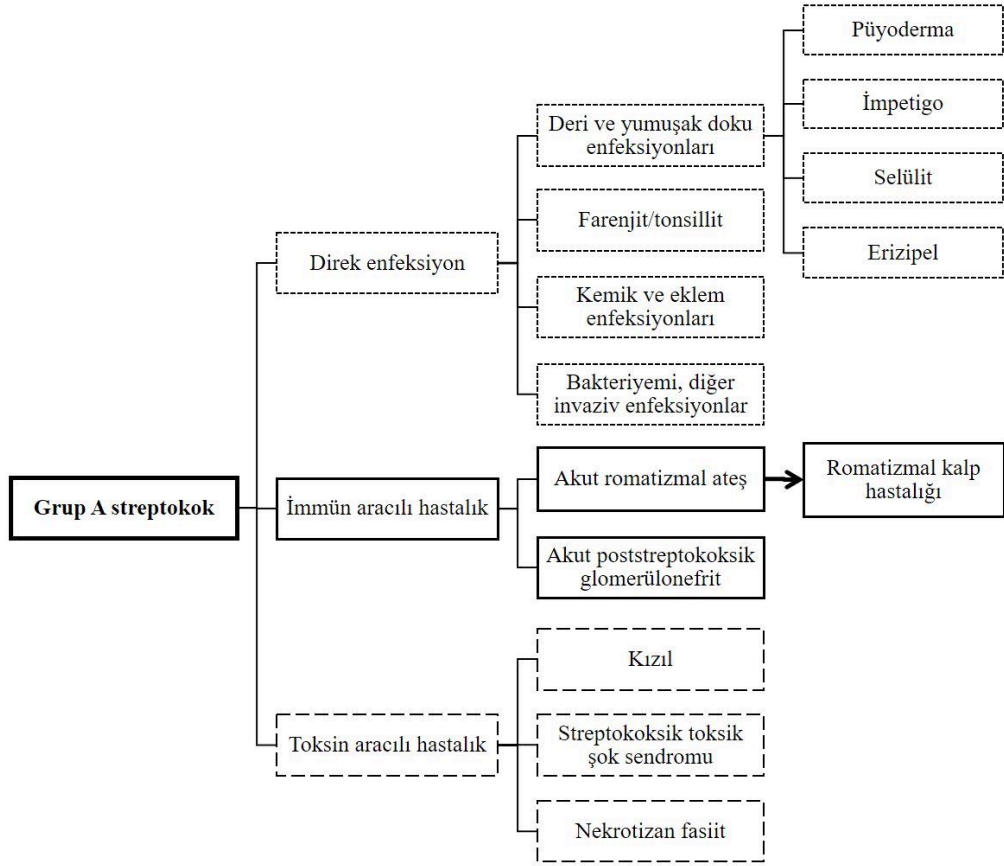 Grup A streptokok
Direk enfeksiyon
Deri ve yumuşak doku
enfeksiyonları
Püyoderma
İmpetigo
Selülit
Erizipel
Farenjit/tonsillit
Kemik ve eklem
enfeksiyonları
Bakteriyemi, diğer
invaziv enfeksiyonlar
İmmün aracılı hastalık
Akut romatizmal ateş
Romatizmal kalp
hastalığı
Akut poststreptokoksik
glomerülonefrit
Toksin aracılı hastalık
Kızıl
Streptokoksik toksik
şok sendromu
Nekrotizan fasiit